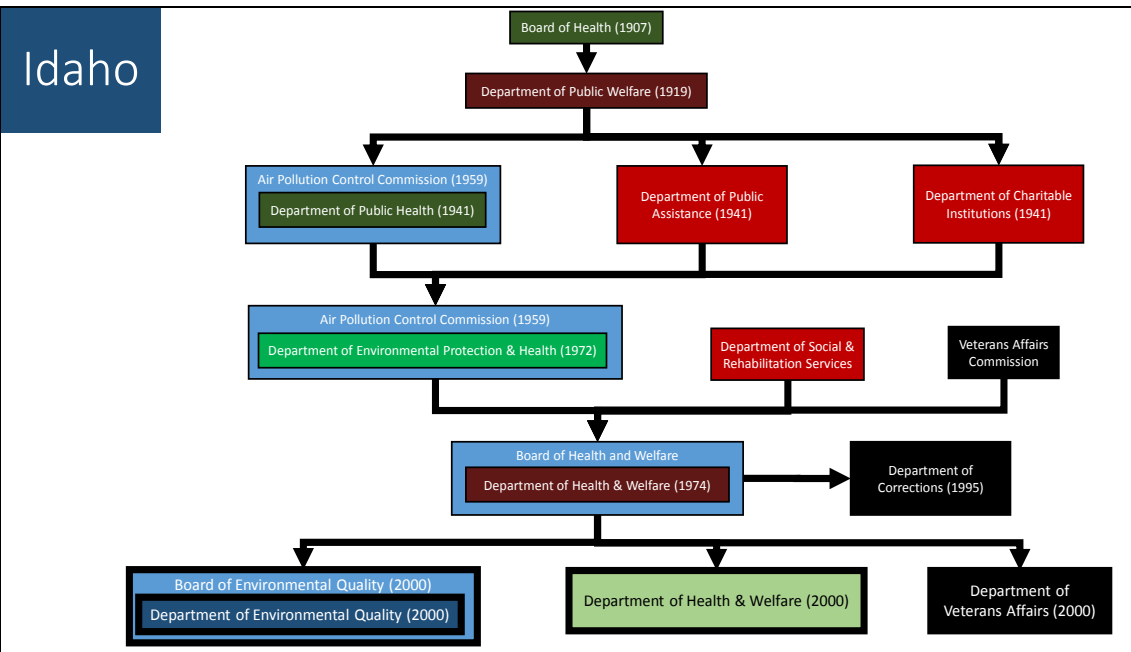 Idaho
Board of Health (1907)
Department of Public Welfare (1919)
Air Pollution Control Commission (1959)
Department of Public Health (1941)
Department of Public
Assistance (1941)
Department of Charitable
Institutions (1941)
Air Pollution Control Commission (1959)
Department of Environmental Protection & Health (1972)
Department of Social &
Rehabilitation Services
Veterans Affairs
Commission
Board of Health and Welfare
Department of Health & Welfare (1974)
Department of
Corrections (1995)
Board of Environmental Quality (2000)
Department of Environmental Quality (2000)
Department of Health & Welfare (2000)
Department of
Veterans Affairs (2000)